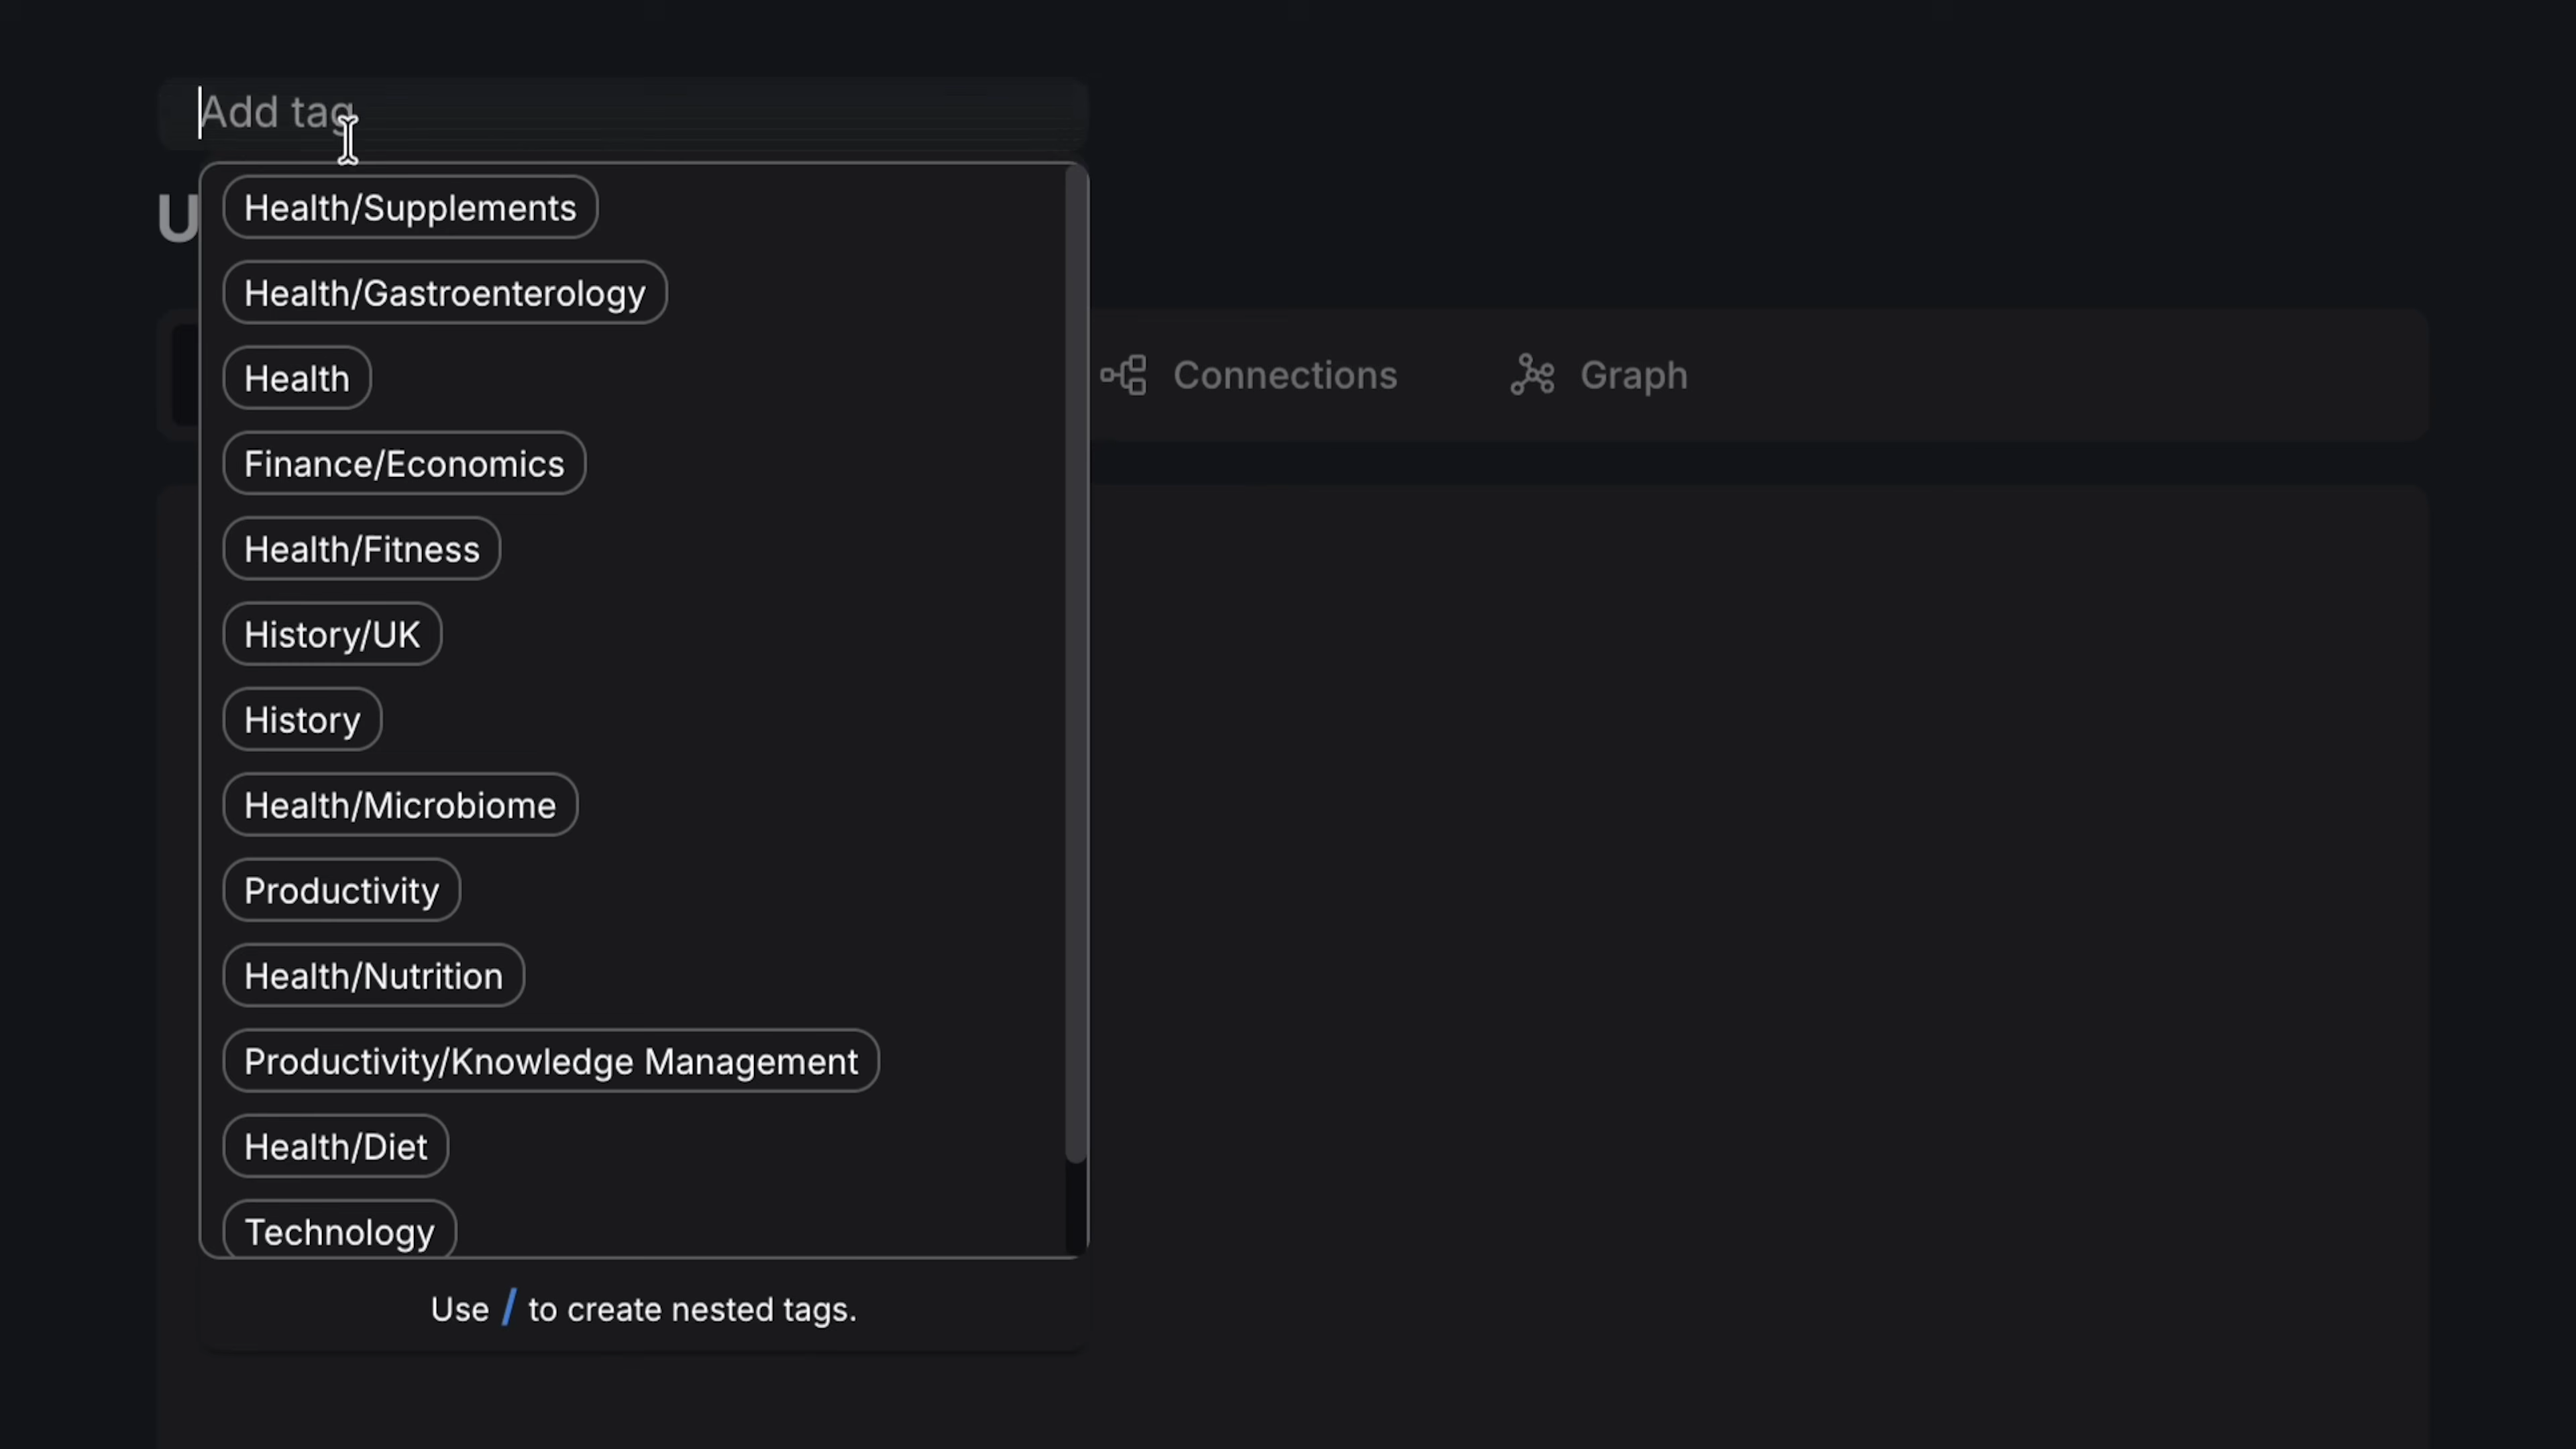 Add tag
U
Health/Supplements
Health/Gastroenterology
Health
Connections
Graph
Finance/Economics
Health/Fitness
History/UK
History
Health/Microbiome
Productivity
Health/Nutrition
Productivity/Knowledge Management
Health/Diet
Technology
Use / to create nested tags.